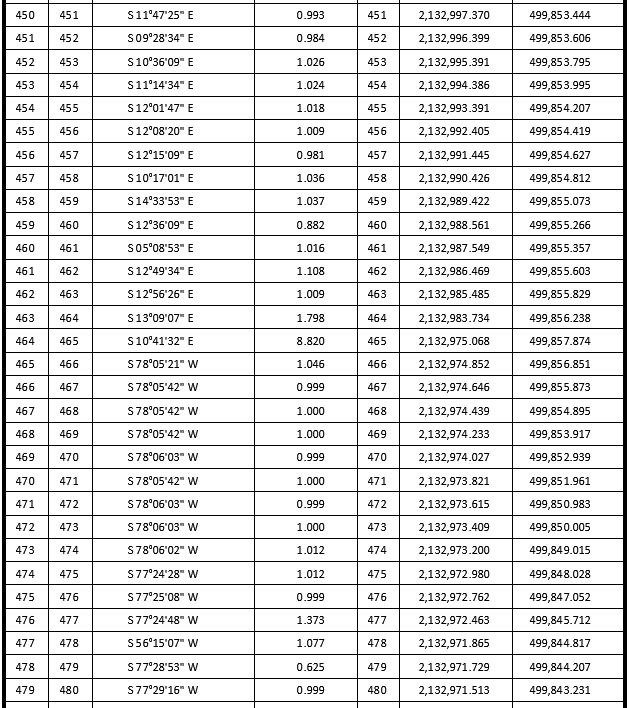 450 451 S 11°47'25" E 0.993 451 2,132,997.370 499,853.444
451 452 S 09°28'34" E 0.984 452 2,132,996.399 499,853.606
452 453 S 10°36'09" E 1.026 453 2,132,995.391 499,853.795
453 454 S 11°14'34" E 1.024 454 2,132,994.386 499,853.995
454 455 S 12°01'47" E 1.018 455 2,132,993.391 499,854.207
455 456 S 12°08'20" E 1.009 456 2,132,992.405 499,854.419
456 457 S 12°15'09" E 0.981 457 2,132,991.445 499,854.627
457 458 S 10°17'01" E 1.036 458 2,132,990.426 499,854.812
458 459 S 14°33'53" E 1.037 459 2,132,989.422 499,855.073
459 460 S 12°36'09" E 0.882 460 2,132,988.561 499,855.266
460 461 S 05°08'53" E 1.016 461 2,132,987.549 499,855.357
461 462 S 12°49'34" E 1.108 462 2,132,986.469 499,855.603
462 463 S 12°56'26" E 1.009 463 2,132,985.485 499,855.829
463 464 S 13°09'07" E 1.798 464 2,132,983.734 499,856.238
464 465 S 10°41'32" E 8.820 465 2,132,975.068 499,857.874
465 466 S 78°05'21" W 1.046 466 2,132,974.852 499,856.851
466 467 S 78°05'42" W 0.999 467 2,132,974.646 499,855.873
467 468 S 78°05'42" W 1.000 468 2,132,974.439 499,854.895
468 469 S 78°05'42" W 1.000 469 2,132,974.233 499,853.917
469 470 S 78°06'03" W 0.999 470 2,132,974.027 499,852.939
470 471 S 78°05'42" W 1.000 471 2,132,973.821 499,851.961
471 472 S 78°06'03" W 0.999 472 2,132,973.615 499,850.983
472 473 S 78°06'03" W 1.000 473 2,132,973.409 499,850.005
473 474 S 78°06'02" W 1.012 474 2,132,973.200 499,849.015
474 475 S 77°24'28" W 1.012 475 2,132,972.980 499,848.028
475 476 S 77°25'08" W 0.999 476 2,132,972.762 499,847.052
476 477 S 77°24'48" W 1.373 477 2,132,972.463 499,845.712
477 478 S 56°15'07" W 1.077 478 2,132,971.865 499,844.817
478 479 S 77°28'53" W 0.625 479 2,132,971.729 499,844.207
479 480 S 77°29'16" W 0.999 480 2,132,971.513 499,843.231